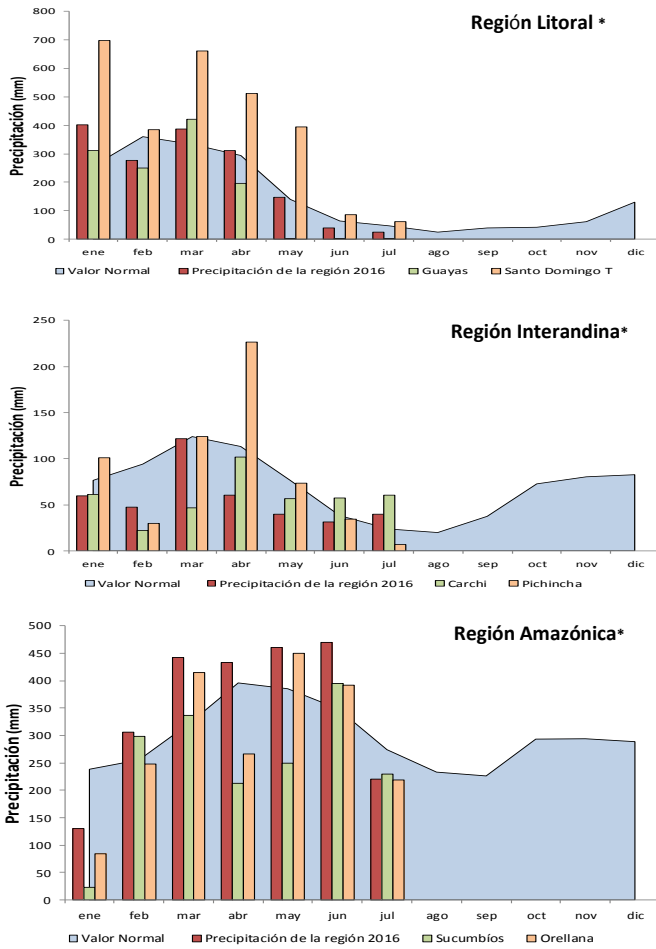 Región Litoral *
Precipitación (mm)
800
700
600
500
400
300
200
100
0
ene feb mar abr may jun jul ago sep oct nov dic
Valor Normal Precipitación de la región 2016 Guayas Santo Domingo T
Región Interandina*
Precipitación (mm)
250
200
150
100
50
0
ene feb mar abr may jun jul ago sep oct nov dic
Valor Normal Precipitación de la región 2016 Carchi Pichincha
Región Amazónica*
Precipitación (mm)
500
450
400
350
300
250
200
150
100
50
0
ene feb mar abr may jun jul ago sep oct nov dic
Valor Normal Precipitación de la región 2016 Sucumbíos Orellana